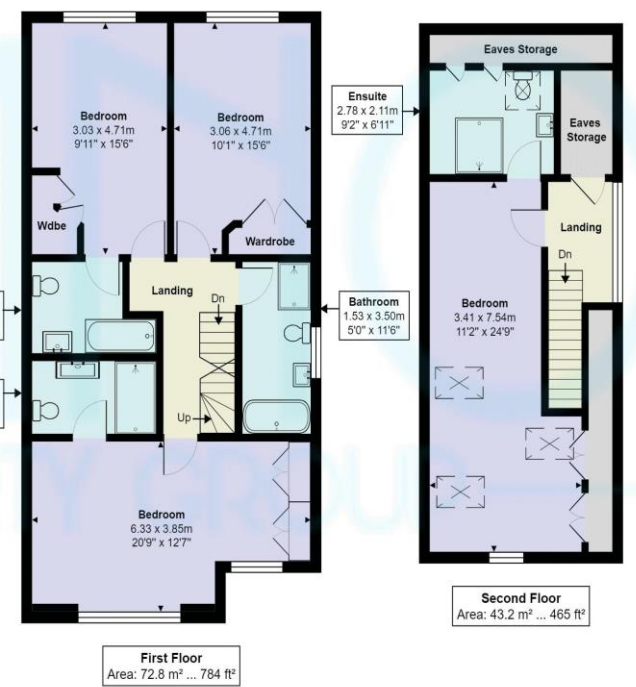 Bedroom
3.03 x 4.71m
9'11" x 15'6"
Bedroom
3.06 x 4.71m
10'1" x 15'6"
Wdbe
Wardrobe
Landing
Dn
Up
Bathroom
1.53 x 3.50m
5'0" x 11'6"
Bedroom
6.33 x 3.85m
20'9" x 12'7"
First Floor
Area: 72.8 m² ... 784 ft²
Eaves Storage
Ensuite
2.78 x 2.11m
9'2" x 6'11"
Eaves
Storage
Landing
Dn
Bedroom
3.41 x 7.54m
11'2" x 24'9"
Second Floor
Area: 43.2 m² ... 465 ft²
TY GROUP